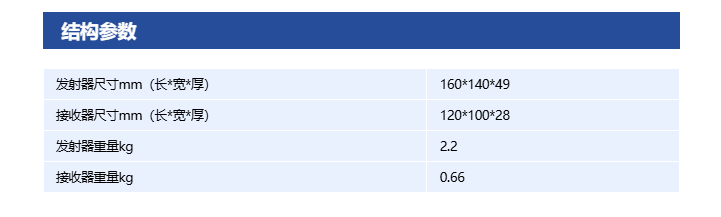 结构参数
发射器尺寸mm（长*宽*厚） 160*140*49
接收器尺寸mm（长*宽*厚） 120*100*28
发射器重量kg 2.2
接收器重量kg 0.66